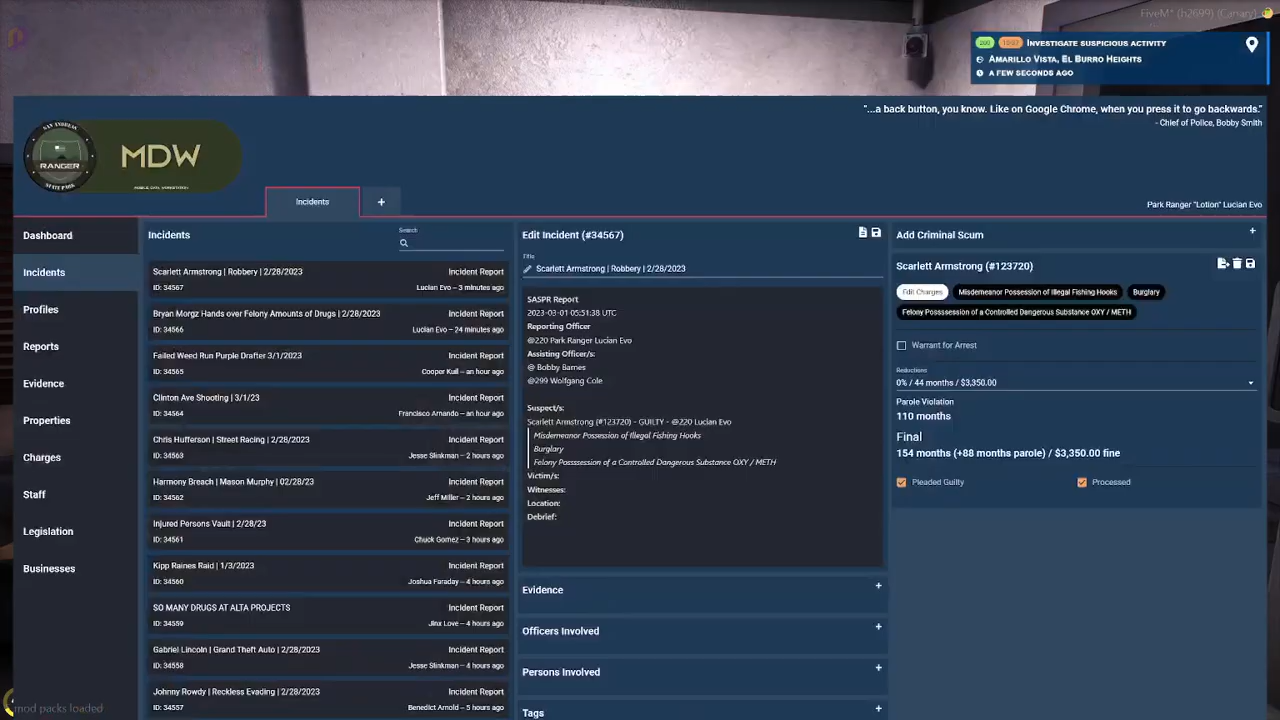 FiveM* (b2699) (Canary)
INVESTIGATE SUSPICIOUS ACTIVITY
AMARILLO VISTA, EL BURRO HEIGHTS
A FEW SECONDS AGO
"...a back button, you know. Like on Google Chrome, when you press it to go backwards."
- Chief of Police, Bobby Smith
SAN ANDREAS
RANGER
STATE PARK
MDW
Incidents
+
Park Ranger "Lotion" Lucian Evo
Dashboard
Incidents
Profiles
Reports
Evidence
Properties
Charges
Staff
Legislation
Businesses
Incidents
Search
Scarlett Armstrong | Robbery | 2/28/2023
Incident Report
ID: 34567
Lucian Evo – 3 minutes ago
Bryan Morgz Hands over Felony Amounts of Drugs | 2/28/2023
Incident Report
ID: 34566
Lucian Evo – 24 minutes ago
Failed Weed Run Purple Drafter 3/1/2023
Incident Report
ID: 34565
Cooper Kuil – an hour ago
Clinton Ave Shooting | 3/1/23
Incident Report
ID: 34564
Francisco Arnando – an hour ago
Chris Hufferson | Street Racing | 2/28/2023
Incident Report
ID: 34563
Jesse Slinkman – 2 hours ago
Harmony Breach | Mason Murphy | 02/28/23
Incident Report
ID: 34562
Jeff Miller – 2 hours ago
Injured Persons Vault | 2/28/23
Incident Report
ID: 34561
Chuck Gomez – 3 hours ago
Kipp Raines Raid | 1/3/2023
Incident Report
ID: 34560
Joshua Faraday – 4 hours ago
SO MANY DRUGS AT ALTA PROJECTS
Incident Report
ID: 34559
Jinx Love – 4 hours ago
Gabriel Lincoln | Grand Theft Auto | 2/28/2023
Incident Report
ID: 34558
Jesse Slinkman – 4 hours ago
Johnny Rowdy | Reckless Evading | 2/28/2023
Incident Report
ID: 34557
Benedict Arnold – 5 hours ago
Edit Incident (#34567)
Title
Scarlett Armstrong | Robbery | 2/28/2023
SASPR Report
2023-03-01 05:51:38 UTC
Reporting Officer
@220 Park Ranger Lucian Evo
Assisting Officer/s:
@ Bobby Barnes
@299 Wolfgang Cole
Suspect/s:
Scarlett Armstrong (#123720) - GUILTY - @220 Lucian Evo
Misdemeanor Possession of Illegal Fishing Hooks
Burglary
Felony Posssession of a Controlled Dangerous Substance OXY / METH
Victim/s:
Witnesses:
Location:
Debrief:
Evidence
+
Officers Involved
+
Persons Involved
+
Tags
+
Add Criminal Scum
+
Scarlett Armstrong (#123720)
Edit Charges
Misdemeanor Possession of Illegal Fishing Hooks
Burglary
Felony Posssession of a Controlled Dangerous Substance OXY / METH
Warrant for Arrest
Reductions
0% / 44 months / $3,350.00
Parole Violation
110 months
Final
154 months (+88 months parole) / $3,350.00 fine
Pleaded Guilty
Processed
mod packs loaded